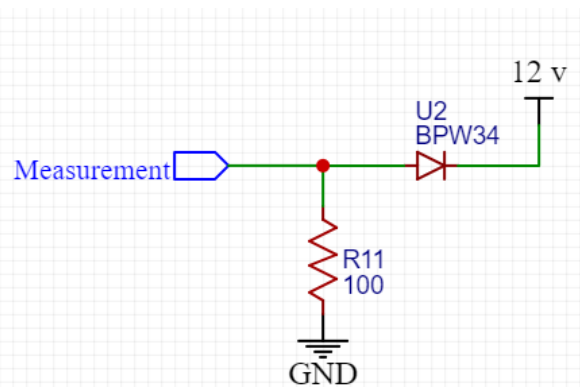 12 v
U2
BPW34
Measurement
R11
100
GND